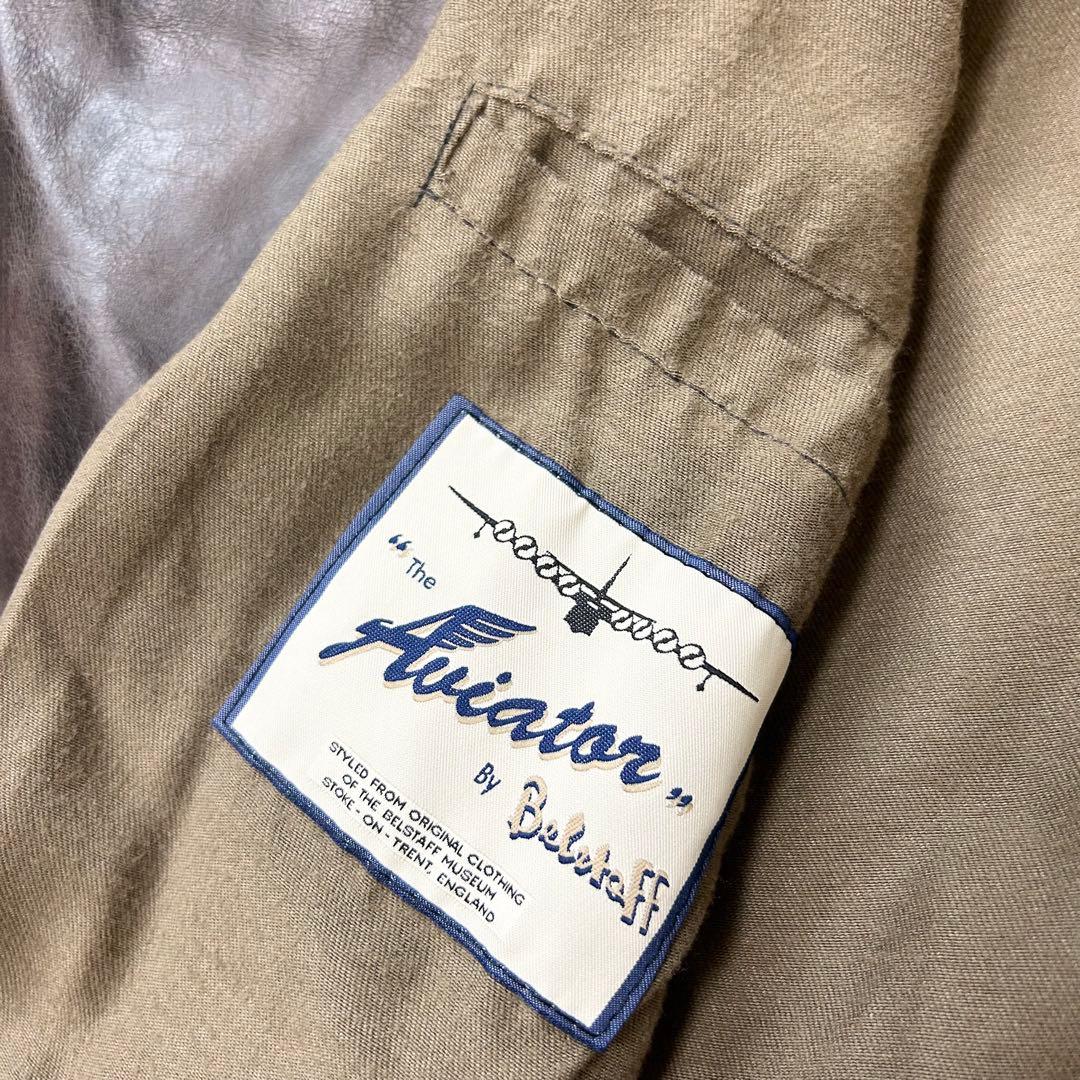 “The
Aviator”
By Belstaff
STYLED FROM ORIGINAL CLOTHING
OF THE BELSTAFF MUSEUM
STOKE - ON - TRENT, ENGLAND